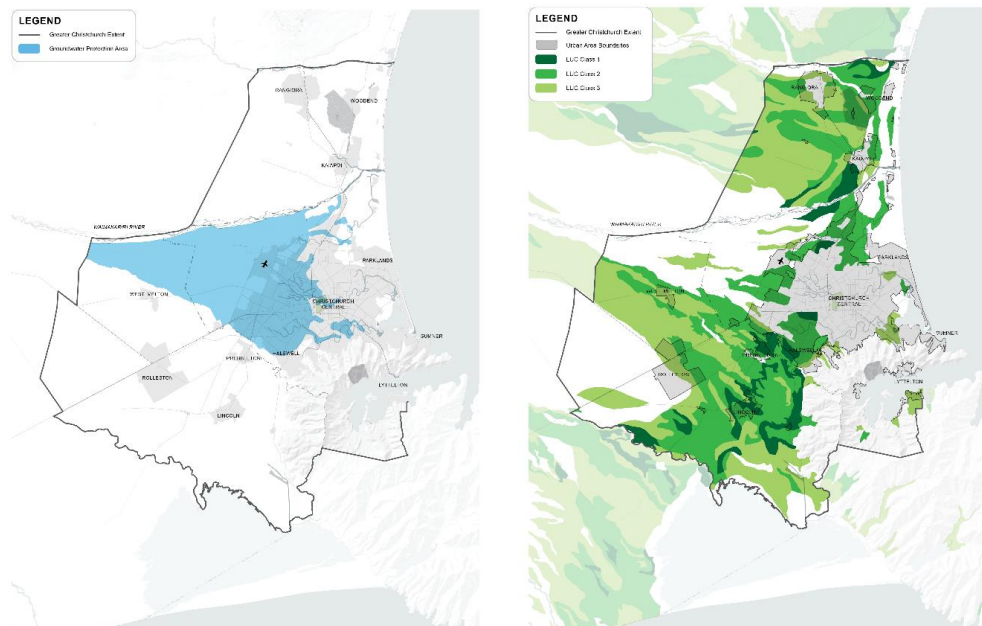 LEGEND
Greater Christchurch Extent
Groundwater Protection Area
RANGIORA
WOODEND
KAIAPOI
WAIMAKARIRI RIVER
PARKLANDS
WEST MELTON
CHRISTCHURCH
CENTRAL
SUMNER
HALSWELL
PREBBLETON
ROLLESTON
LYTTELTON
LINCOLN
LEGEND
Greater Christchurch Extent
Urban Area Boundaries
LUC Class 1
LUC Class 2
LUC Class 3
RANGIORA
WOODEND
KAIAPOI
WAIMAKARIRI RIVER
PARKLANDS
CHRISTCHURCH
CENTRAL
SUMNER
HALSWELL
LYTTELTON
LINCOLN